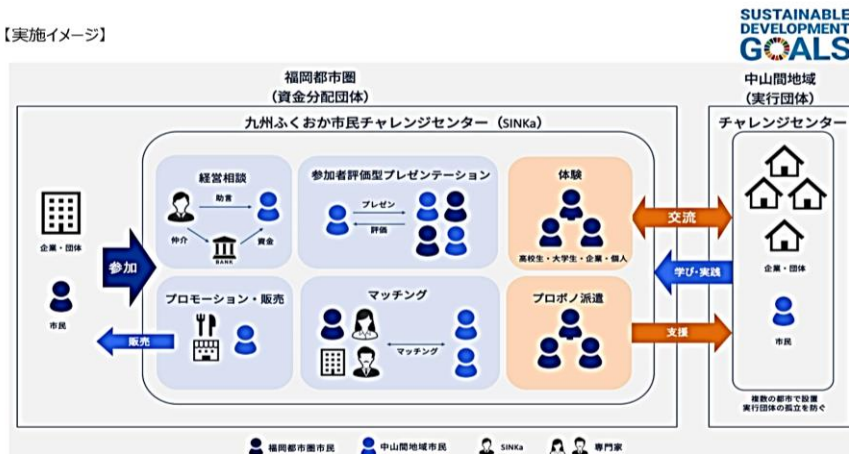 【実施イメージ】
SUSTAINABLE
DEVELOPMENT
GOALS
福岡都市圏
（資金分配団体）
九州ふくおか市民チャレンジセンター（SINKa）
企業・団体
市民
参加
販売
経営相談
助言
仲介
資金
BANK
参加者評価型プレゼンテーション
プレゼン
評価
体験
高校生・大学生・企業・個人
プロモーション・販売
マッチング
マッチング
プロボノ派遣
交流
学び・実践
支援
中山間地域
（実行団体）
チャレンジセンター
企業・団体
市民
複数の都市で設置
実行団体の孤立を防ぐ
福岡都市圏市民
中山間地域市民
SINKa
専門家